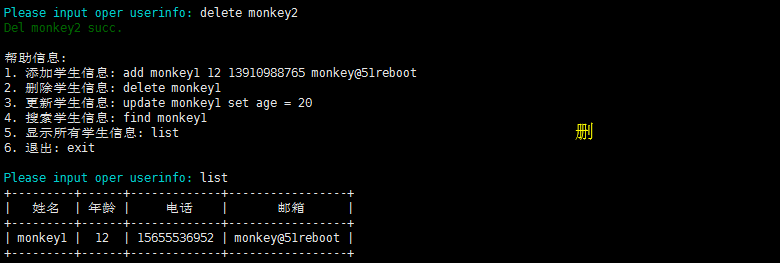 Please input oper userinfo: delete monkey2
Del monkey2 succ.
帮助信息:
1. 添加学生信息: add monkey1 12 13910988765 monkey@51reboot
2. 删除学生信息: delete monkey1
3. 更新学生信息: update monkey1 set age = 20
4. 搜索学生信息: find monkey1
5. 显示所有学生信息: list
6. 退出: exit
删
Please input oper userinfo: list
+---------+------+-------------+-----------------+
| 姓名 | 年龄 | 电话 | 邮箱 |
+---------+------+-------------+-----------------+
| monkey1 | 12 | 15655536952 | monkey@51reboot |
+---------+------+-------------+-----------------+